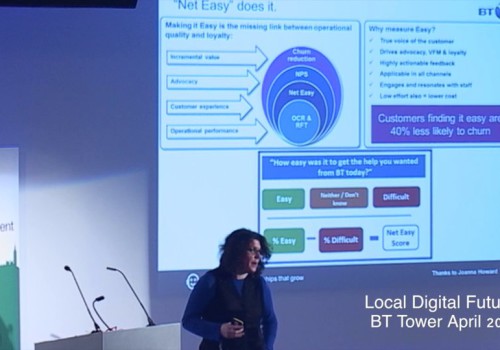 "Net Easy" does it.
BT
Making it Easy is the missing link between operational
quality and loyalty:
Incremental value
Advocacy
Customer experience
Operational performance
Churn
reduction
NPS
Net Easy
OCR &
RFT
Why measure Easy?
✓ True voice of the customer
✓ Drives advocacy, VFM & loyalty
✓ Highly actionable feedback
✓ Applicable in all channels
✓ Engages and resonates with staff
✓ Low effort also = lower cost
Customers finding it easy are
40% less likely to churn
"How easy was it to get the help you wanted
from BT today?"
Easy
Neither / Don't
know
Difficult
% Easy
–
% Difficult
=
Net Easy
Score
that grow
Thanks to Joanna Howard
ent
Local Digital Futu
BT Tower April 20